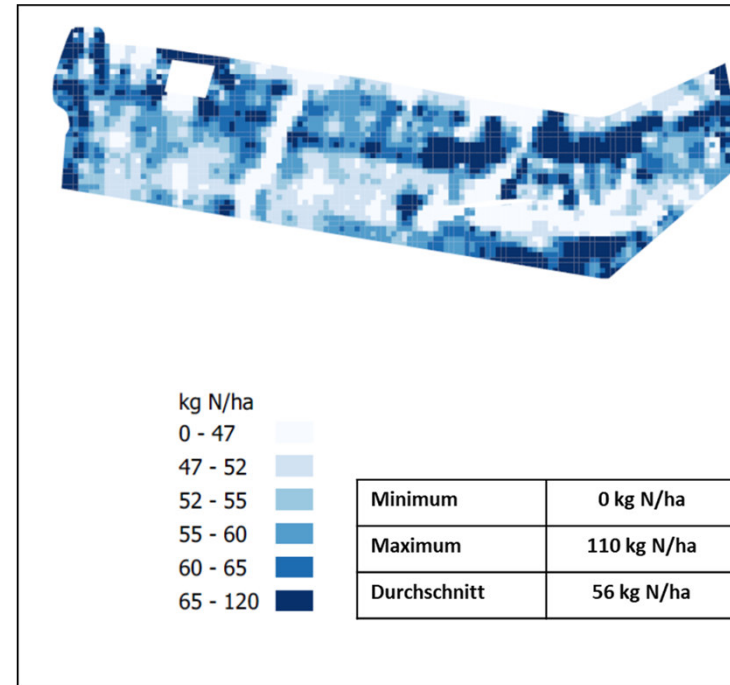 kg N/ha
0 - 47
47 - 52
52 - 55
55 - 60
60 - 65
65 - 120
Minimum 0 kg N/ha
Maximum 110 kg N/ha
Durchschnitt 56 kg N/ha